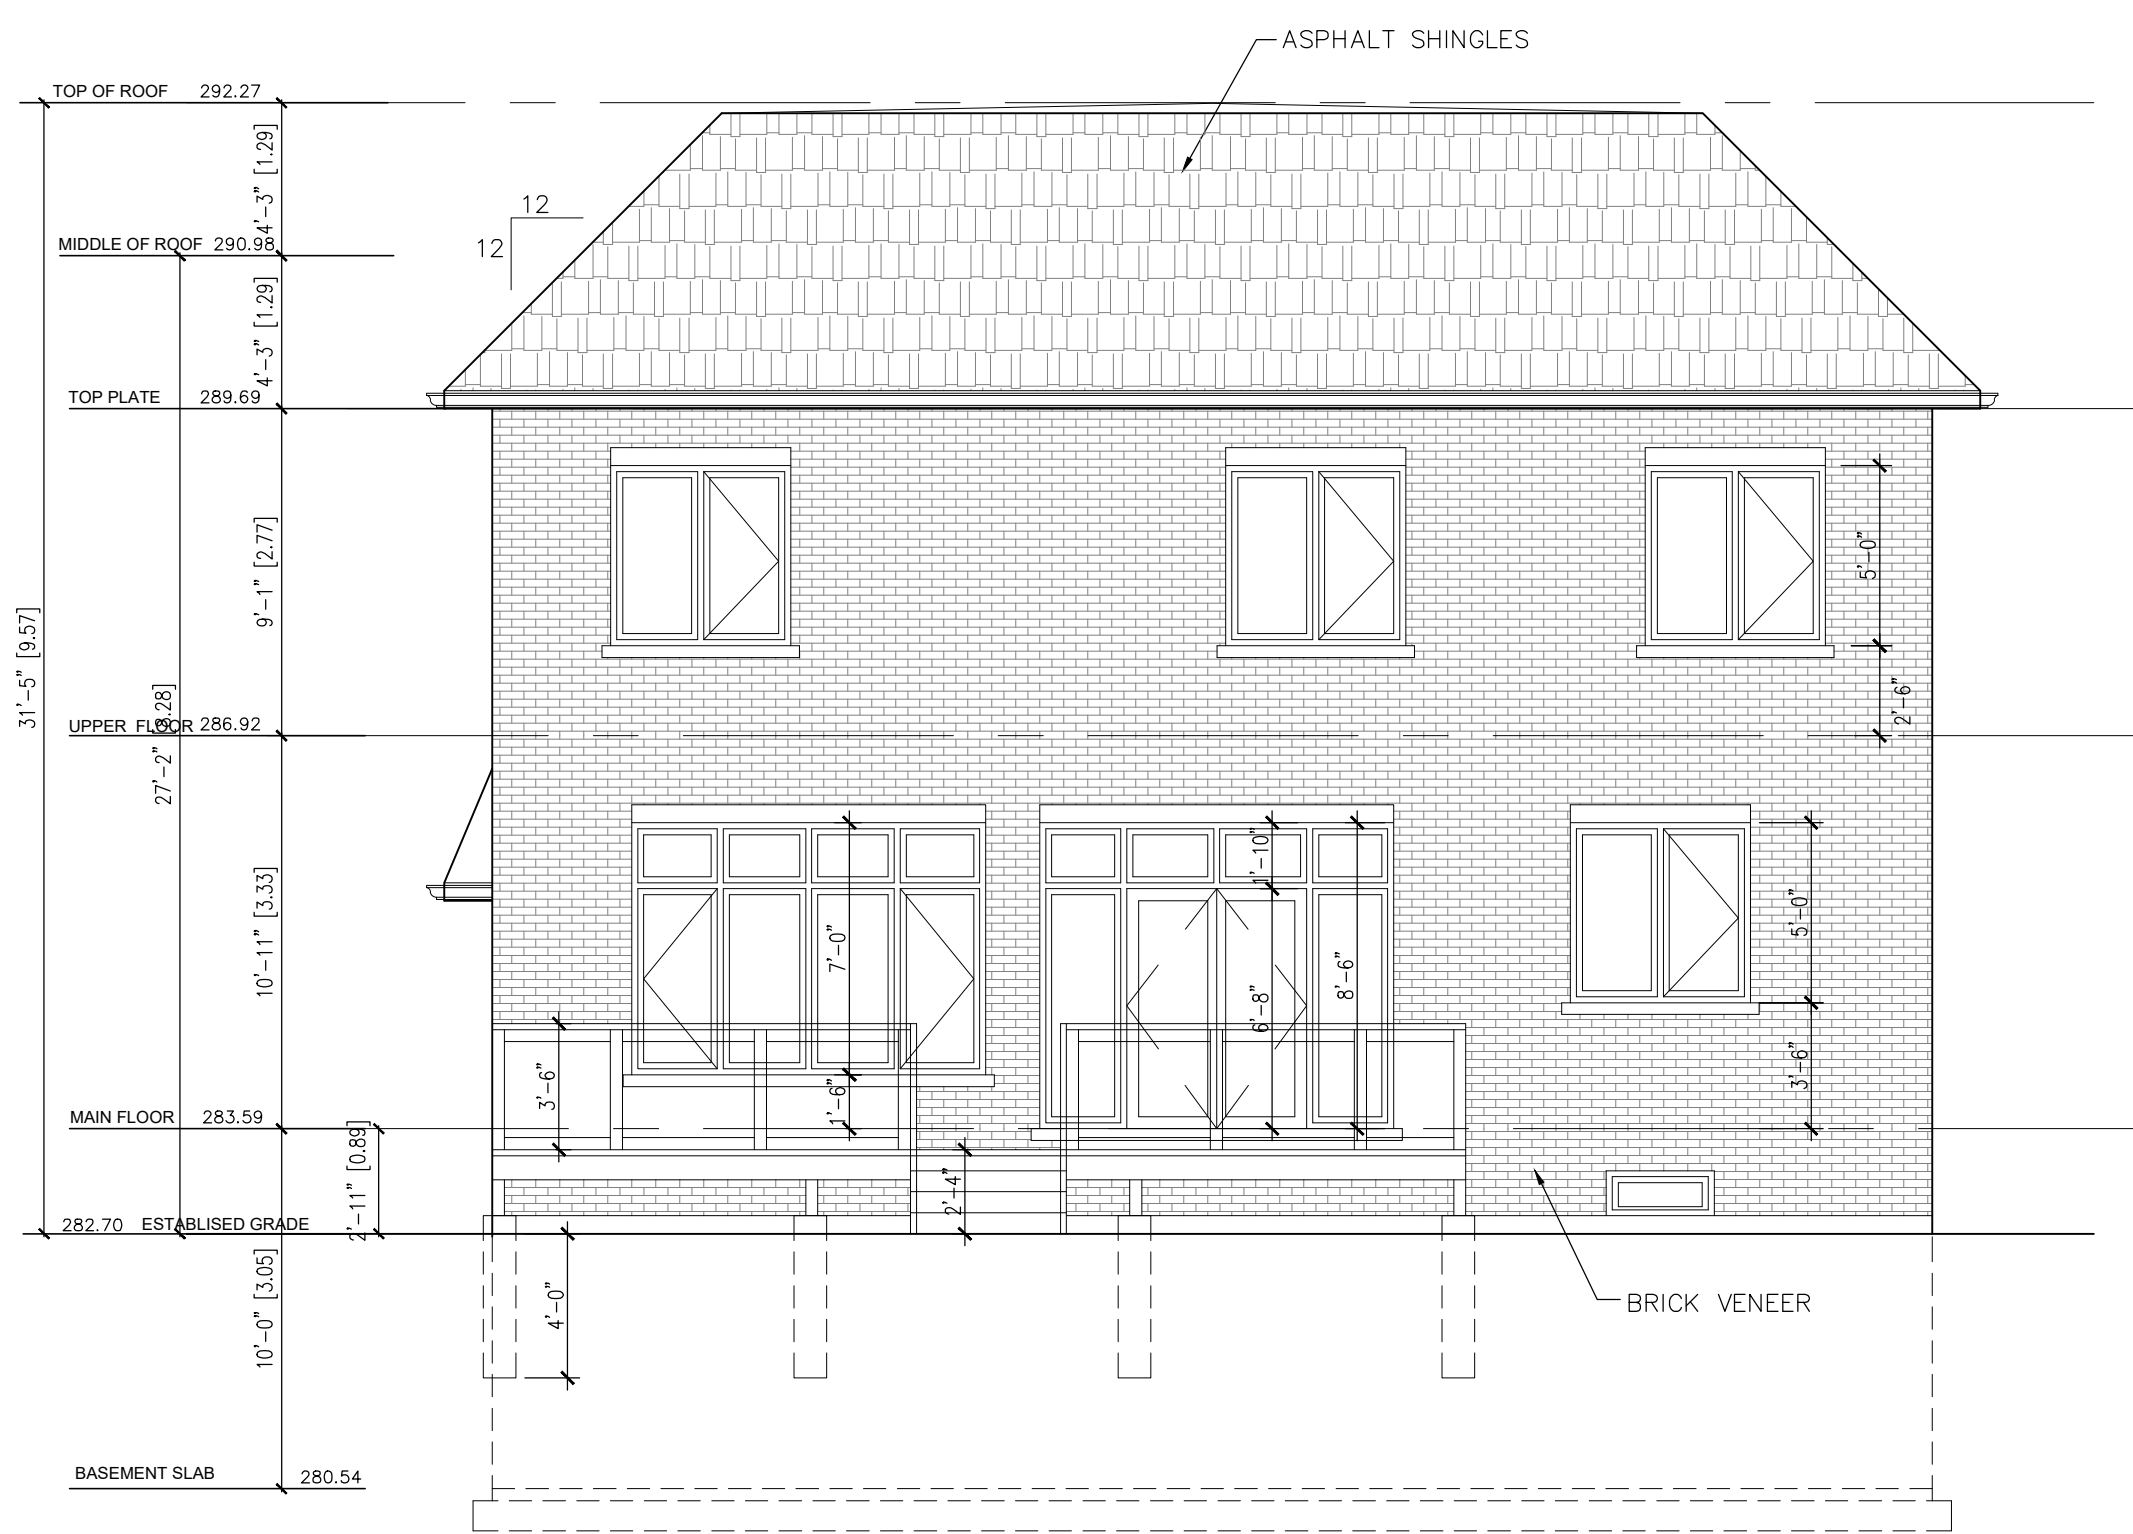 ASPHALT SHINGLES
TOP OF ROOF 292.27
4'-3" [1.29]
12
12
MIDDLE OF ROOF 290.98
4'-3" [1.29]
TOP PLATE 289.69
9'-1" [2.77]
5'-0"
31'-5" [9.57]
2'-6"
27'-2" [8.28]
UPPER FLOOR 286.92
1'-10"
10'-11" [3.33]
7'-0"
8'-6"
5'-0"
6'-8"
3'-6"
1'-6"
3'-6"
MAIN FLOOR 283.59
2'-11" [0.89]
2'-4"
282.70 ESTABLISED GRADE
10'-0" [3.05]
4'-0"
BRICK VENEER
BASEMENT SLAB 280.54